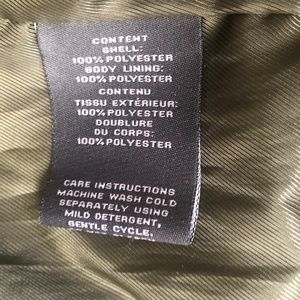 CONTENT
SHELL:
100% POLYESTER
BODY LINING:
100% POLYESTER
CONTENU
TISSU EXTÉRIEUR:
100% POLYESTER
DOUBLURE
DU CORPS:
100% POLYESTER
CARE INSTRUCTIONS
MACHINE WASH COLD
SEPARATELY USING
MILD DETERGENT,
GENTLE CYCLE,